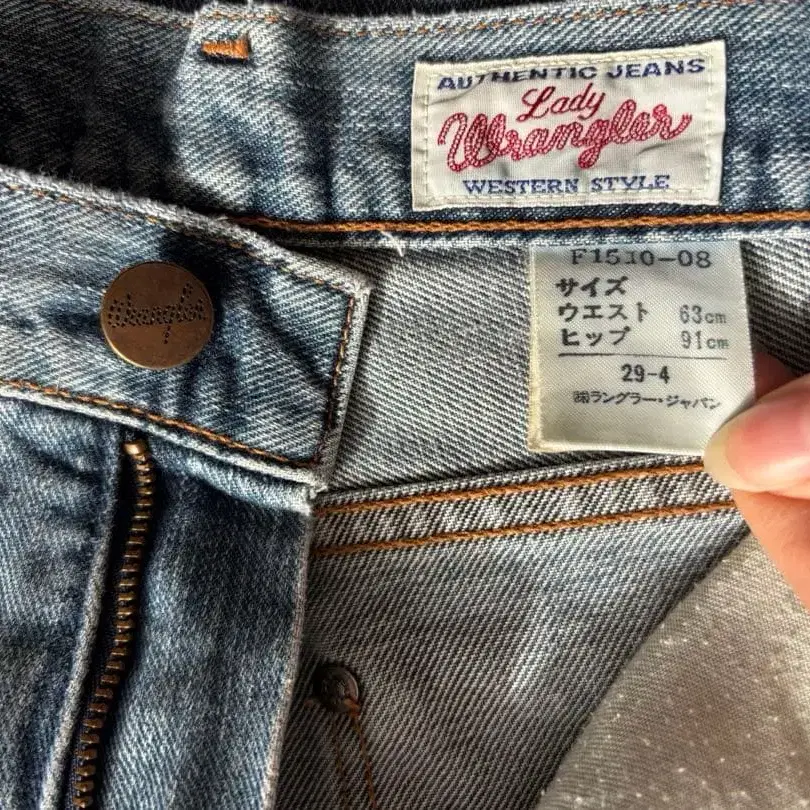 AUTHENTIC JEANS
Lady
Wrangler
WESTERN STYLE
Wrangler
F1510-08
サイズ
ウエスト 63cm
ヒップ 91cm
29-4
㈱ラングラー・ジャパン